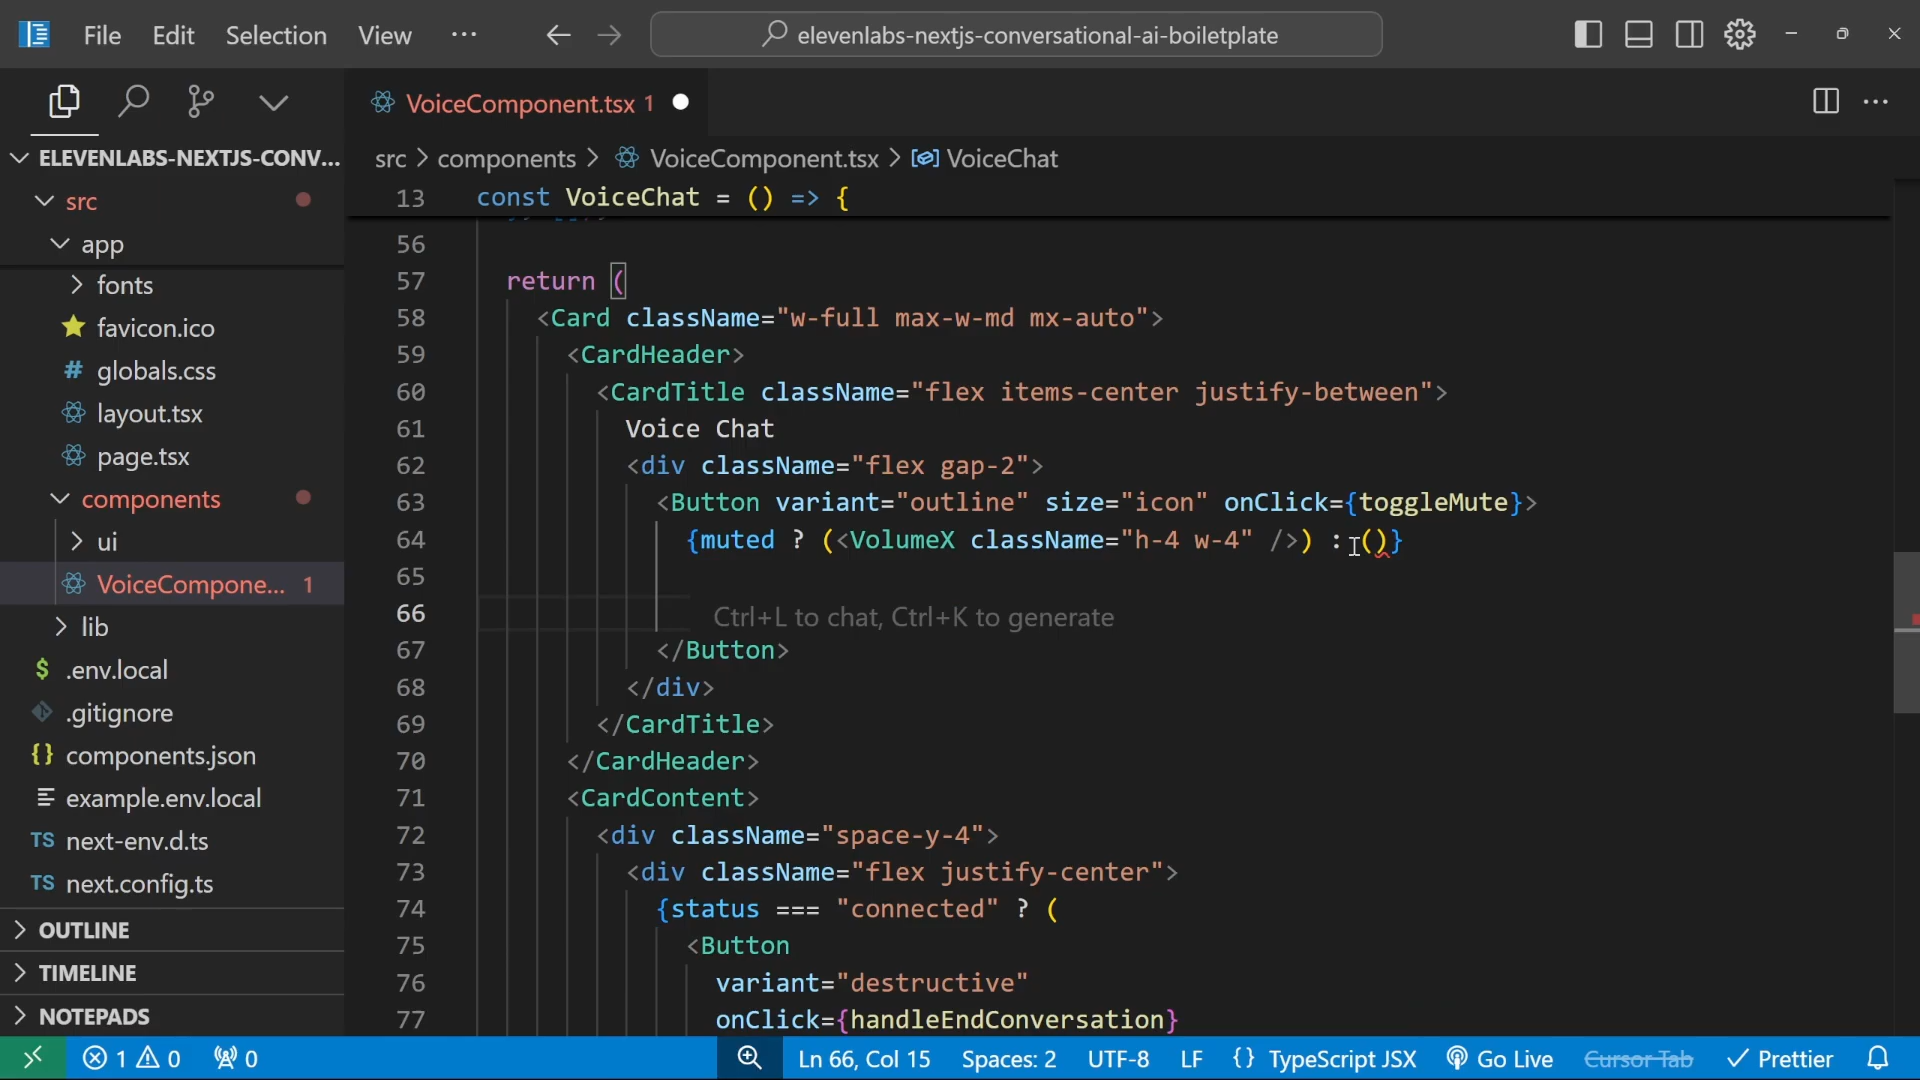 File Edit Selection View ···
elevenlabs-nextjs-conversational-ai-boiletplate
ELEVENLABS-NEXTJS-CONV...
src
app
fonts
favicon.ico
globals.css
layout.tsx
page.tsx
components
ui
VoiceCompone... 1
lib
.env.local
.gitignore
components.json
example.env.local
TS next-env.d.ts
TS next.config.ts
OUTLINE
TIMELINE
NOTEPADS
VoiceComponent.tsx 1
src > components > VoiceComponent.tsx > VoiceChat
13 const VoiceChat = () => {
56
57 return (
58 <Card className="w-full max-w-md mx-auto">
59 <CardHeader>
60 <CardTitle className="flex items-center justify-between">
61 Voice Chat
62 <div className="flex gap-2">
63 <Button variant="outline" size="icon" onClick={toggleMute}>
64 {muted ? (<VolumeX className="h-4 w-4" />) : ()}
65
66 Ctrl+L to chat, Ctrl+K to generate
67 </Button>
68 </div>
69 </CardTitle>
70 </CardHeader>
71 <CardContent>
72 <div className="space-y-4">
73 <div className="flex justify-center">
74 {status === "connected" ? (
75 <Button
76 variant="destructive"
77 onClick={handleEndConversation}
1 0 0 Ln 66, Col 15 Spaces: 2 UTF-8 LF {} TypeScript JSX Go Live Cursor Tab Prettier